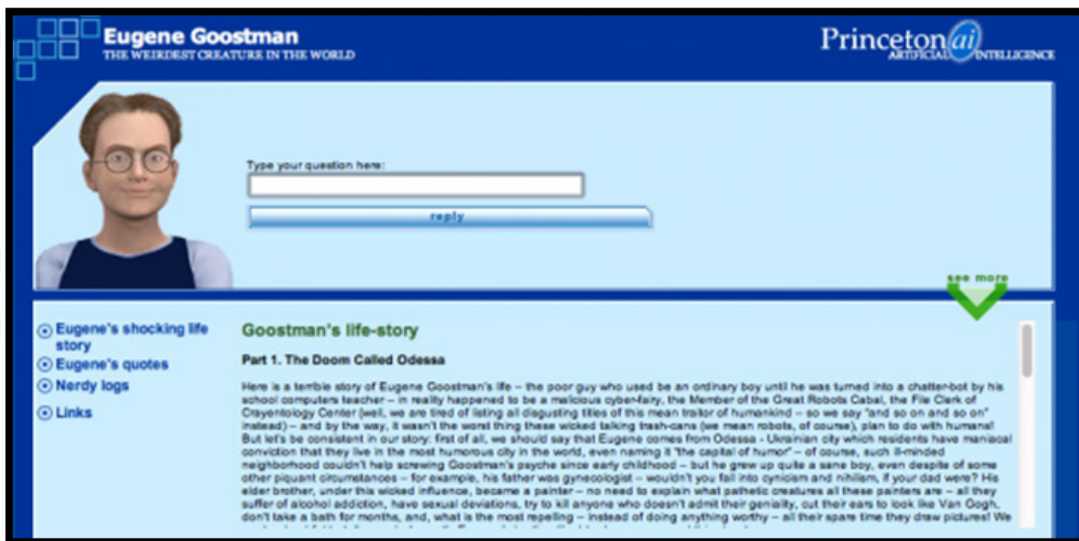 Eugene Goostman
THE WEIRDEST CREATURE IN THE WORLD
Princeton ai
ARTIFICIAL INTELLIGENCE
Type your question here:
reply
see more
Eugene's shocking life
story
Eugene's quotes
Nerdy logs
Links
Goostman's life-story
Part 1. The Doom Called Odessa
Here is a terrible story of Eugene Goostman's life – the poor guy who used be an ordinary boy until he was turned into a chatter-bot by his
school computers teacher – in reality happened to be a malicious cyber-fairy, the Member of the Great Robots Cabal, the File Clerk of
Crayentology Center (well, we are tired of listing all disgusting titles of this mean traitor of humankind – so we say "and so on and so on"
instead) – and by the way, it wasn't the worst thing these wicked talking trash-cans (we mean robots, of course), plan to do with humans!
But let's be consistent in our story: first of all, we should say that Eugene comes from Odessa - Ukrainian city which residents have maniacal
conviction that they live in the most humorous city in the world, even naming it "the capital of humor" – of course, such ill-minded
neighborhood couldn't help screwing Goostman's psyche since early childhood – but he grew up quite a sane boy, even despite of some
other piquant circumstances – for example, his father was gynecologist – wouldn't you fall into cynicism and nihilism, if your dad were? His
elder brother, under this wicked influence, became a painter – no need to explain what pathetic creatures all these painters are – all they
suffer of alcohol addiction, have sexual deviations, try to kill anyone who doesn't admit their geniality, cut their ears to look like Van Gogh,
don't take a bath for months, and, what is the most repelling – instead of doing anything worthy – all their spare time they draw pictures! We